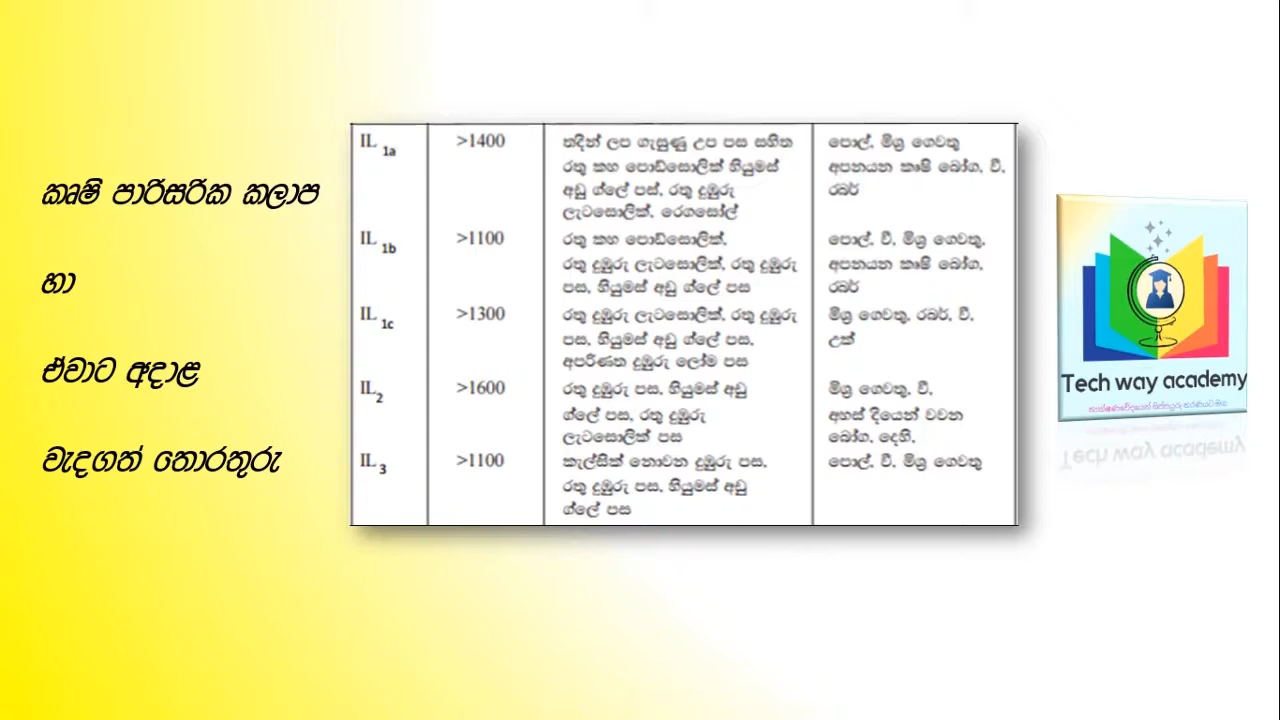 කෘෂි පාරිසරික කලාප
හා
ඒවාට අදාළ
වැදගත් තොරතුරු
IL 1a >1400 තදින් ලප ගැසුණු උප පස සහිත පොල්, මිශ්‍ර ගෙවතු
රතු කහ පොඩ්සොලික් හියුමස් අපනයන කෘෂි බෝග, වී,
අඩු ග්ලේ පස්, රතු දුඹුරු රබර්
ලැටසොලික්, රෙගසෝල්
IL 1b >1100 රතු කහ පොඩ්සොලික්, පොල්, වී, මිශ්‍ර ගෙවතු,
රතු දුඹුරු ලැටසොලික්, රතු දුඹුරු අපනයන කෘෂි බෝග,
පස, හියුමස් අඩු ග්ලේ පස රබර්
IL 1c >1300 රතු දුඹුරු ලැටසොලික්, රතු දුඹුරු මිශ්‍ර ගෙවතු, රබර්, වී,
පස, හියුමස් අඩු ග්ලේ පස, උක්
අපරිණත දුඹුරු ලෝම පස
IL2 >1600 රතු දුඹුරු පස, හියුමස් අඩු මිශ්‍ර ගෙවතු, වී,
ග්ලේ පස, රතු දුඹුරු අහස් දියෙන් වවන
ලැටසොලික් පස බෝග, දෙහි,
IL 3 >1100 කැල්සික් නොවන දුඹුරු පස, පොල්, වී, මිශ්‍ර ගෙවතු
රතු දුඹුරු පස, හියුමස් අඩු
ග්ලේ පස
Tech way academy